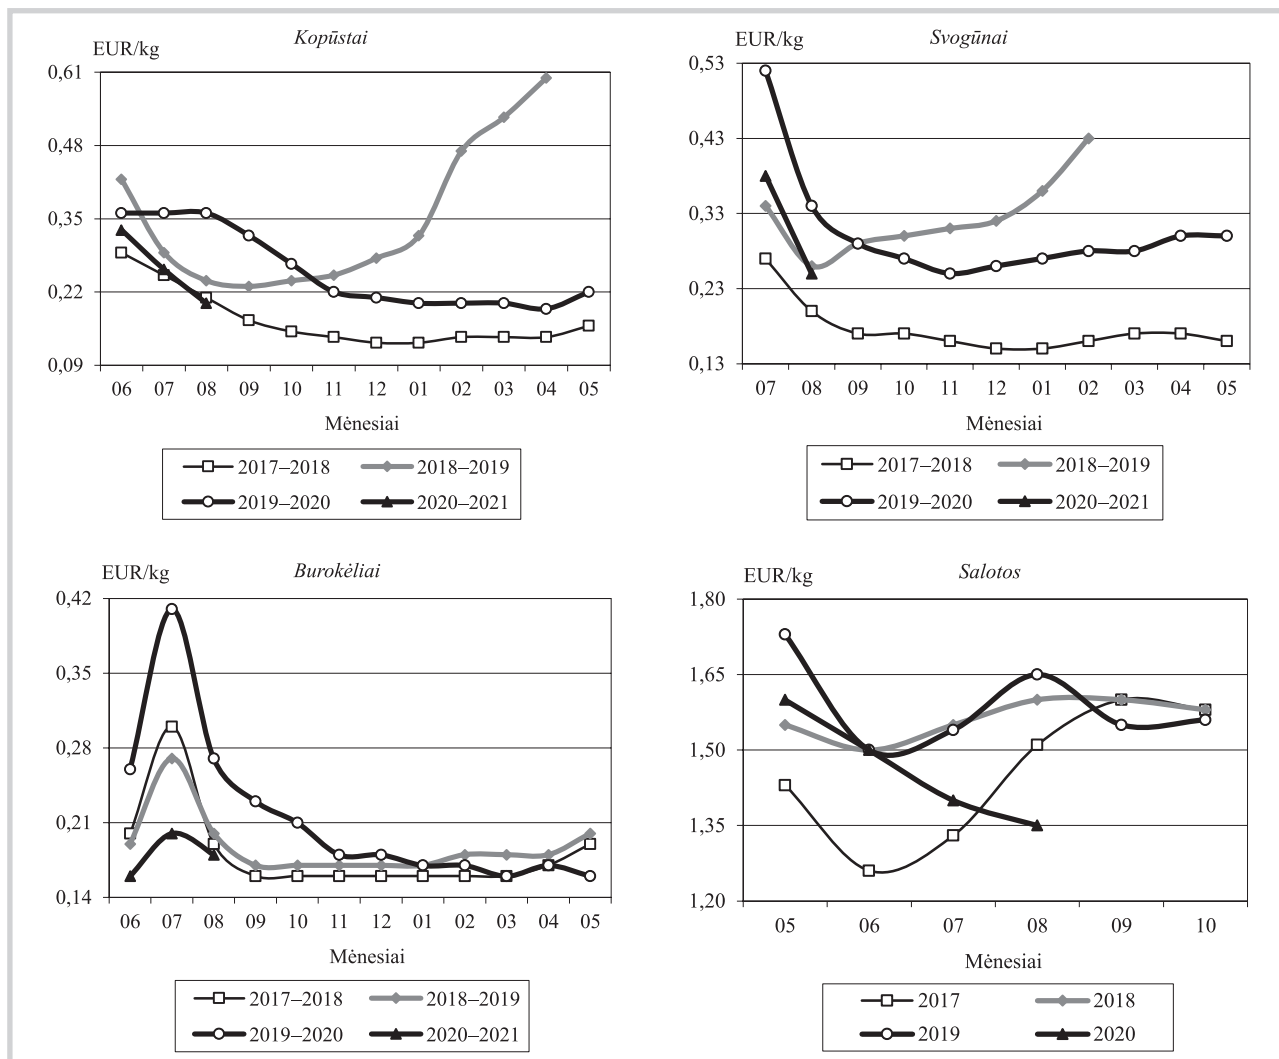 Kopūstai
EUR/kg
0,61
0,48
0,35
0,22
0,09
06 07 08 09 10 11 12 01 02 03 04 05
Mėnesiai
2017–2018 2018–2019
2019–2020 2020–2021
Svogūnai
EUR/kg
0,53
0,43
0,33
0,23
0,13
07 08 09 10 11 12 01 02 03 04 05
Mėnesiai
2017–2018 2018–2019
2019–2020 2020–2021
Burokėliai
EUR/kg
0,42
0,35
0,28
0,21
0,14
06 07 08 09 10 11 12 01 02 03 04 05
Mėnesiai
2017–2018 2018–2019
2019–2020 2020–2021
Salotos
EUR/kg
1,80
1,65
1,50
1,35
1,20
05 06 07 08 09 10
Mėnesiai
2017 2018
2019 2020